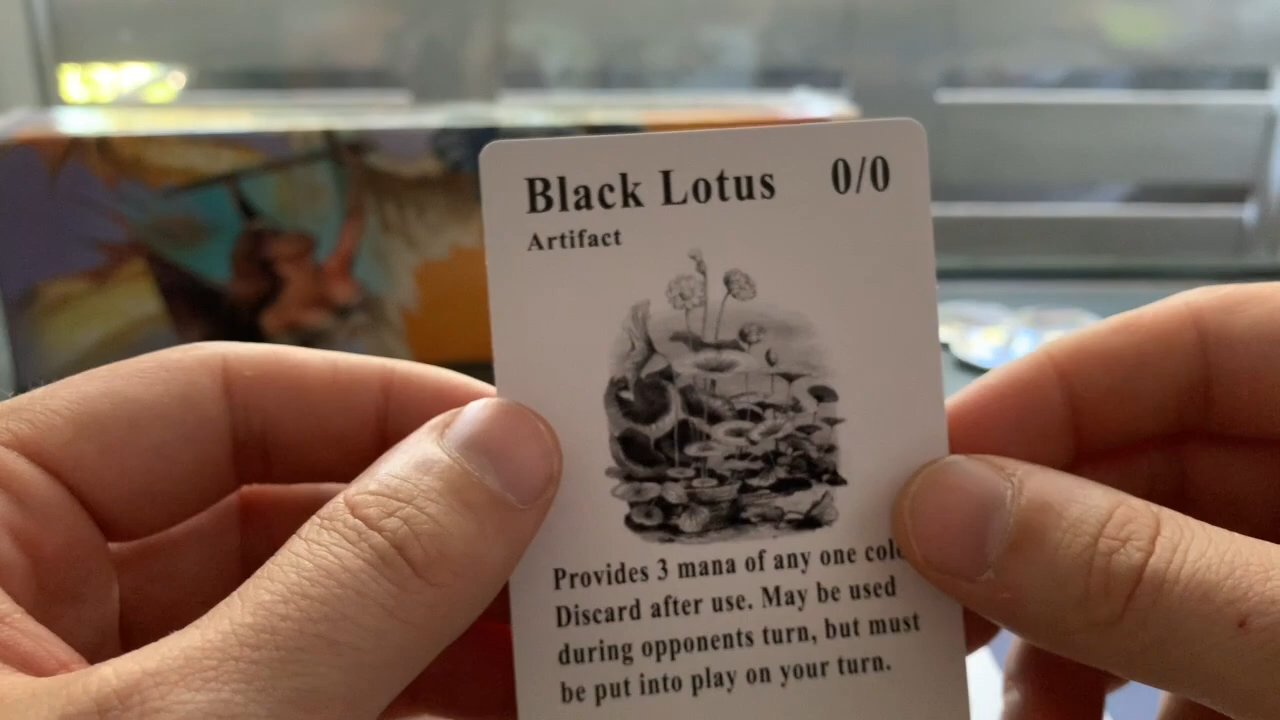 Black Lotus 0/0
Artifact
Provides 3 mana of any one
Discard after use. May be used
during opponents turn, but must
be put into play on your turn.